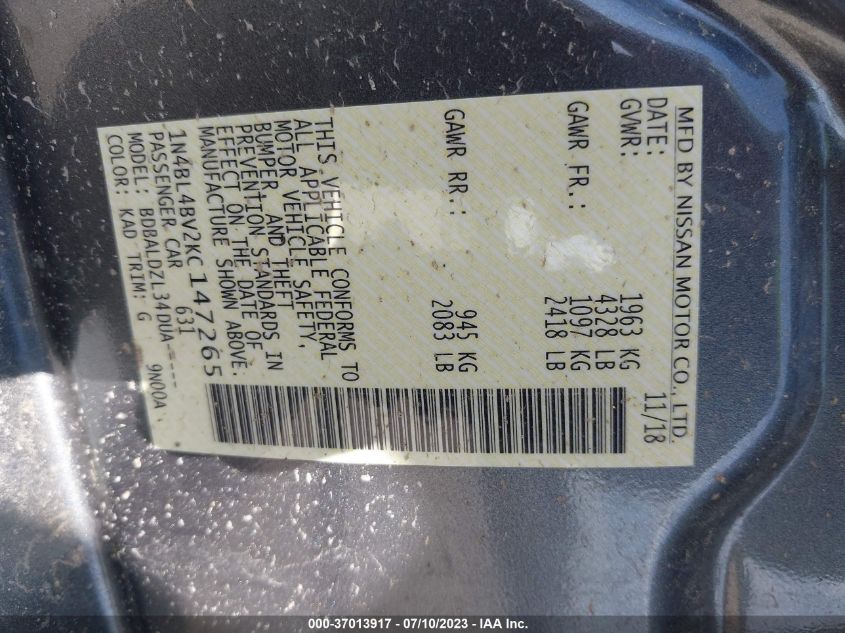 MFD BY NISSAN MOTOR CO., LTD.
DATE: 11/18
GVWR: 1963 KG
4328 LB
GAWR FR.: 1097 KG
2418 LB
GAWR RR.: 945 KG
2083 LB
THIS VEHICLE CONFORMS TO
ALL APPLICABLE FEDERAL
MOTOR VEHICLE SAFETY,
BUMPER, AND THEFT
PREVENTION STANDARDS IN
EFFECT ON THE DATE OF
MANUFACTURE SHOWN ABOVE.
1N4BL4BV2KC147265
PASSENGER CAR 631
MODEL: BDBALDZL34DUA-----
COLOR: KAD TRIM: G 9N00A
000-37013917 - 07/10/2023 - IAA Inc.